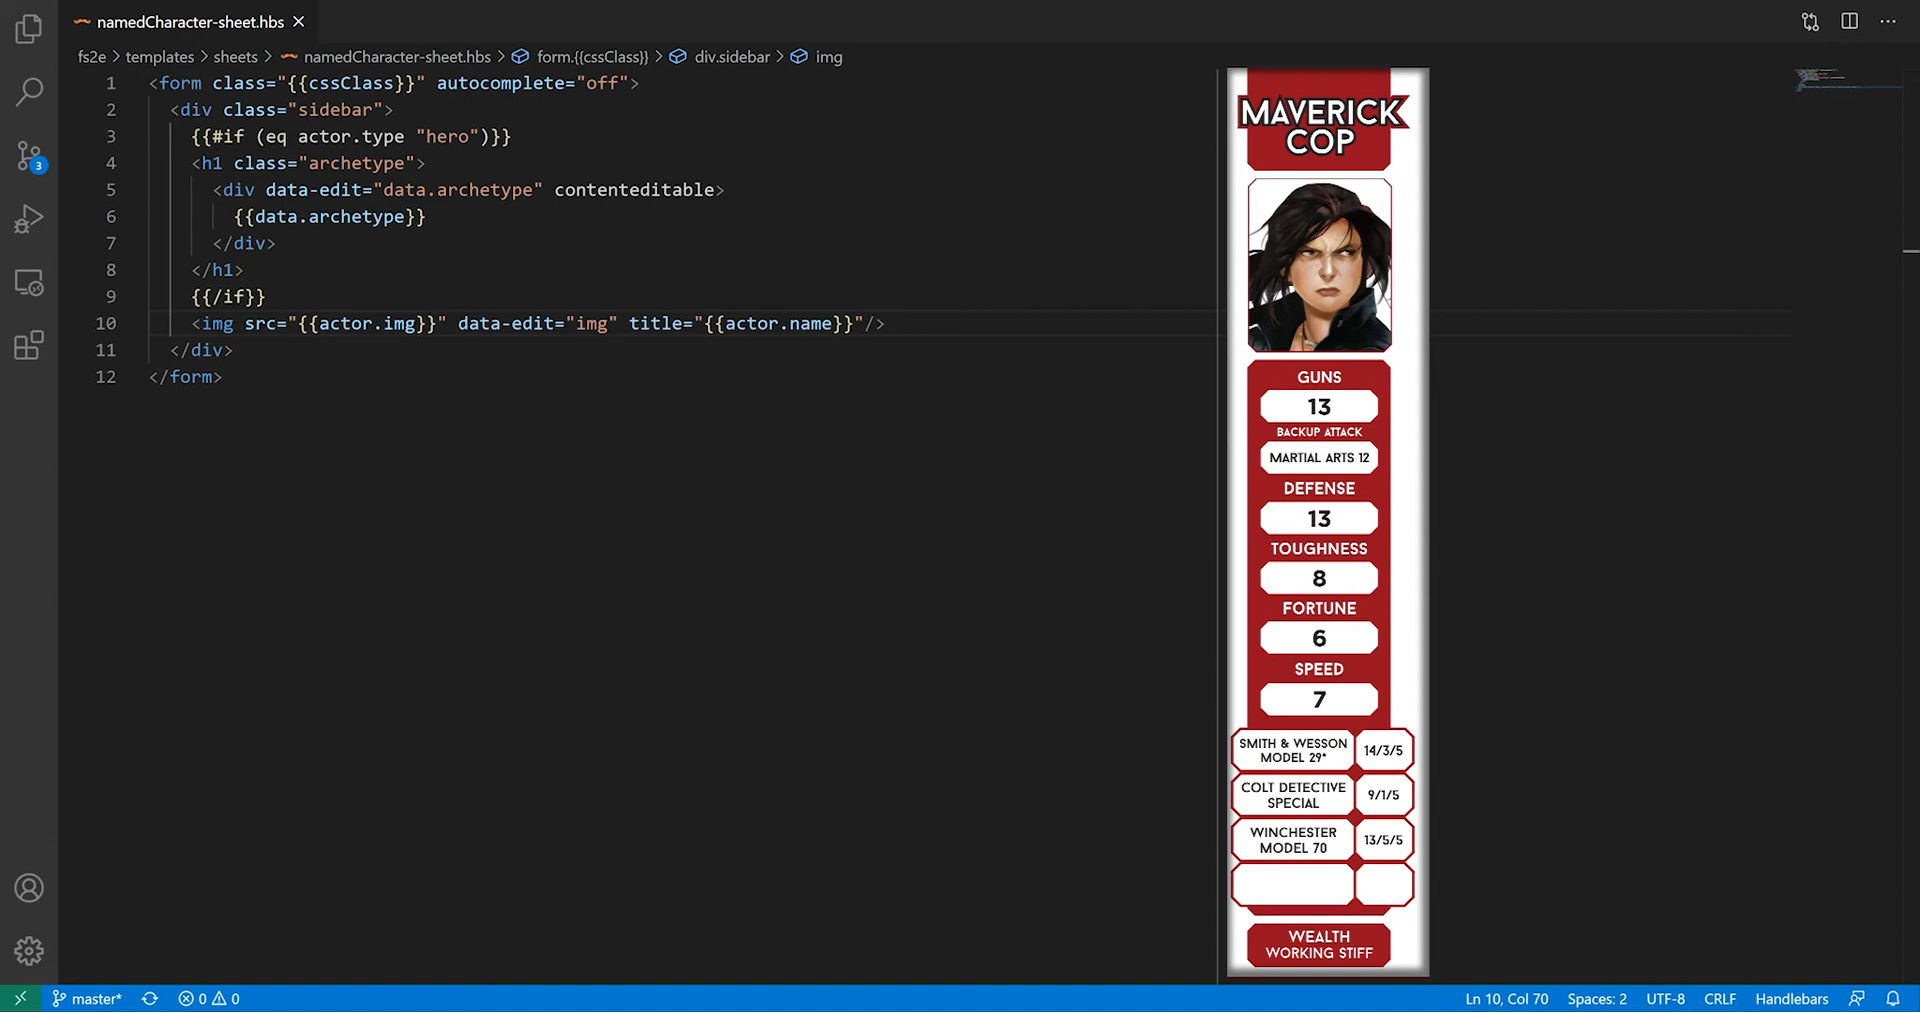 namedCharacter-sheet.hbs
fs2e > templates > sheets > namedCharacter-sheet.hbs > form.{{cssClass}} > div.sidebar > img
1 <form class="{{cssClass}}" autocomplete="off">
2 <div class="sidebar">
3 {{#if (eq actor.type "hero")}}
4 <h1 class="archetype">
5 <div data-edit="data.archetype" contenteditable>
6 {{data.archetype}}
7 </div>
8 </h1>
9 {{/if}}
10 <img src="{{actor.img}}" data-edit="img" title="{{actor.name}}"/>
11 </div>
12 </form>
3
MAVERICK
COP
GUNS
13
BACKUP ATTACK
MARTIAL ARTS 12
DEFENSE
13
TOUGHNESS
8
FORTUNE
6
SPEED
7
SMITH & WESSON
MODEL 29*
14/3/5
COLT DETECTIVE
SPECIAL
9/1/5
WINCHESTER
MODEL 70
13/5/5
WEALTH
WORKING STIFF
master* 0 0 Ln 10, Col 70 Spaces: 2 UTF-8 CRLF Handlebars